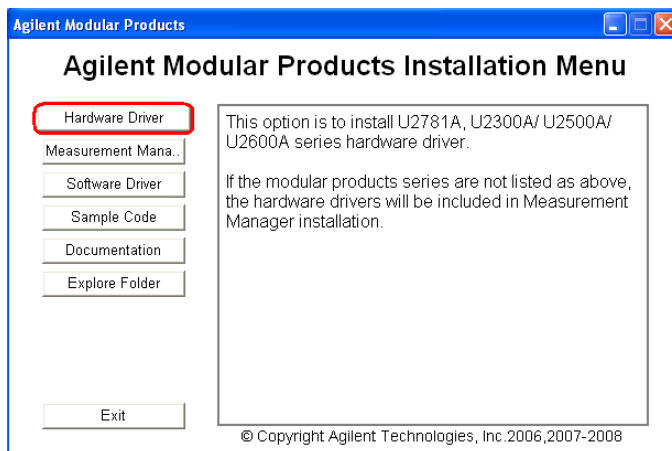 Agilent Modular Products
Agilent Modular Products Installation Menu
Hardware Driver
Measurement Mana..
Software Driver
Sample Code
Documentation
Explore Folder
Exit
This option is to install U2781A, U2300A/ U2500A/
U2600A series hardware driver.
If the modular products series are not listed as above,
the hardware drivers will be included in Measurement
Manager installation.
© Copyright Agilent Technologies, Inc.2006,2007-2008